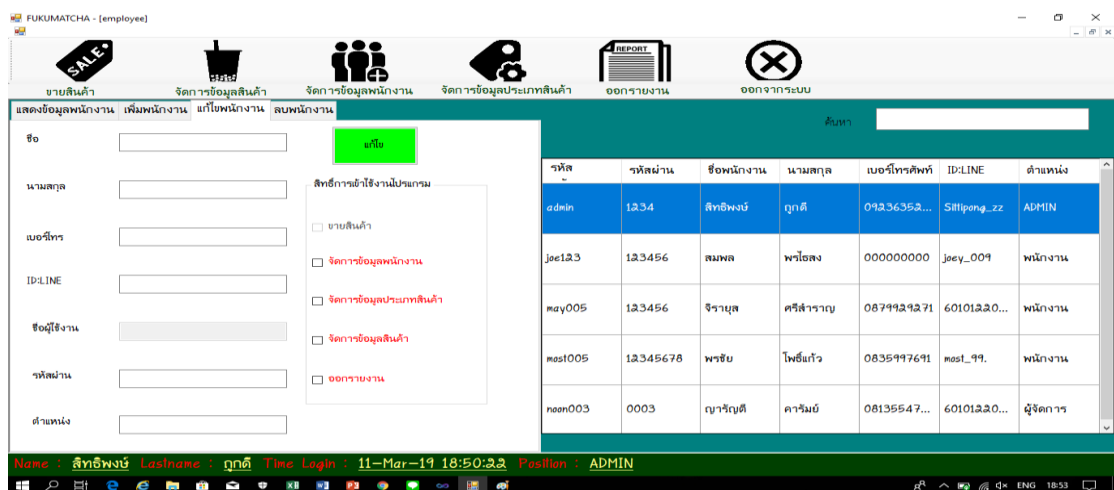 FUKUMATCHA - [employee]
SALE REPORT
ขายสินค้า จัดการข้อมูลสินค้า จัดการข้อมูลพนักงาน จัดการข้อมูลประเภทสินค้า ออกรายงาน ออกจากระบบ
แสดงข้อมูลพนักงาน เพิ่มพนักงาน แก้ไขพนักงาน ลบพนักงาน
ค้นหา
ชื่อ
แก้ไข
นามสกุล
เบอร์โทร
ID:LINE
ชื่อผู้ใช้งาน
รหัสผ่าน
ตำแหน่ง
สิทธิ์การเข้าใช้งานโปรแกรม
ขายสินค้า
จัดการข้อมูลพนักงาน
จัดการข้อมูลประเภทสินค้า
จัดการข้อมูลสินค้า
ออกรายงาน
รหัส รหัสผ่าน ชื่อพนักงาน นามสกุล เบอร์โทรศัพท์ ID:LINE ตำแหน่ง
admin 1234 สิทธิพงษ์ ถูกดี 09236352... Sittipong_zz ADMIN
joe123 123456 สมพล พรไธสง 000000000 joey_009 พนักงาน
may005 123456 จิรายุส ศรีสำราญ 0879929271 60101220... พนักงาน
most005 12345678 พรชัย โพธิ์แก้ว 0835997691 most_99. พนักงาน
noon003 0003 ญารัญดี คารัมย์ 08135547... 60101220... ผู้จัดการ
Name : สิทธิพงษ์ Lastname : ถูกดี Time Login : 11-Mar-19 18:50:22 Position : ADMIN
ENG 18:53